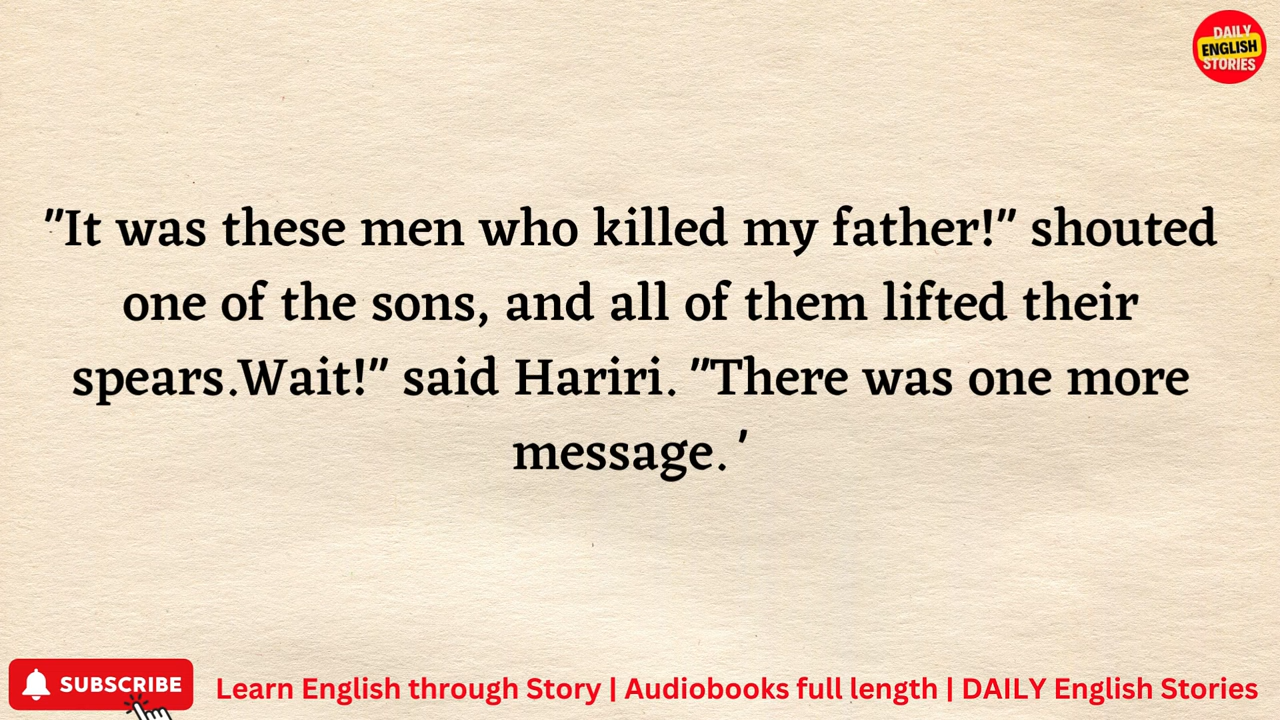 DAILY
ENGLISH
STORIES
"It was these men who killed my father!" shouted
one of the sons, and all of them lifted their
spears.Wait!" said Hariri. "There was one more
message. '
SUBSCRIBE
Learn English through Story | Audiobooks full length | DAILY English Stories